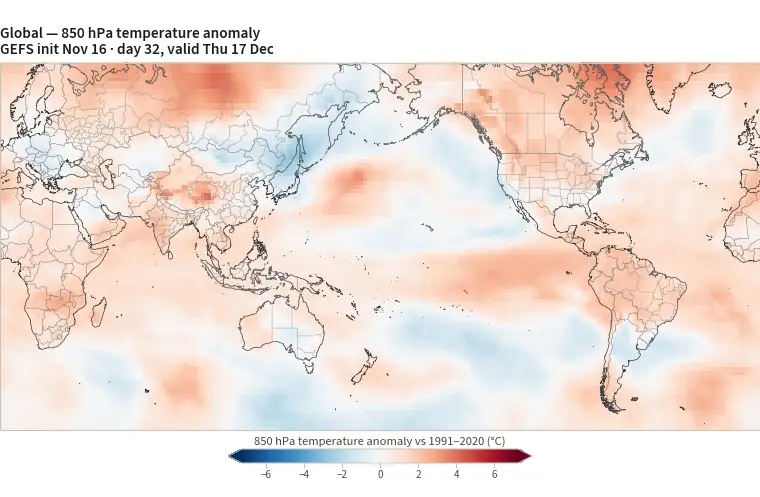 Global — 850 hPa temperature anomaly
GEFS init Nov 16 · day 32, valid Thu 17 Dec
850 hPa temperature anomaly vs 1991–2020 (°C)
−6 −4 −2 0 2 4 6